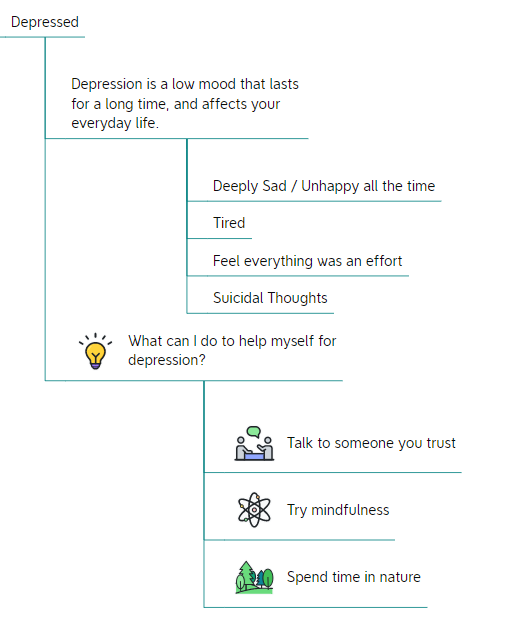 Depressed
Depression is a low mood that lasts
for a long time, and affects your
everyday life.
Deeply Sad / Unhappy all the time
Tired
Feel everything was an effort
Suicidal Thoughts
What can I do to help myself for
depression?
Talk to someone you trust
Try mindfulness
Spend time in nature